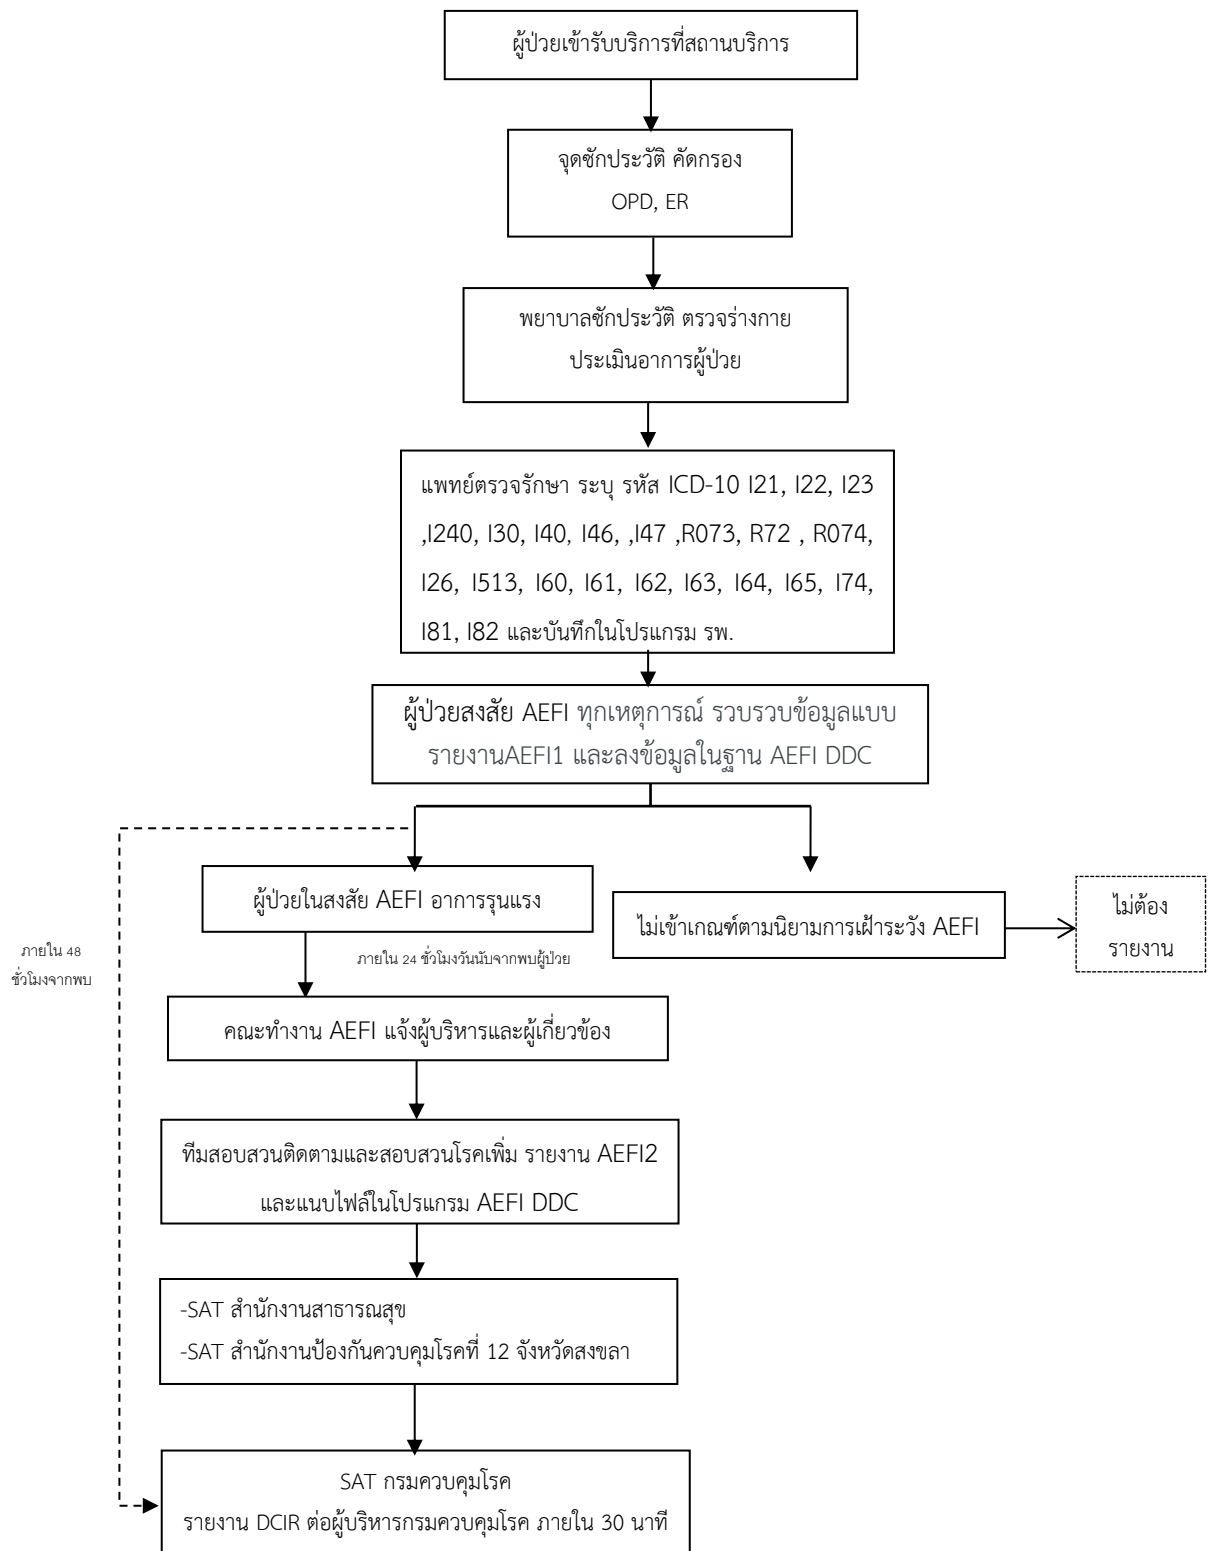 ผู้ป่วยเข้ารับบริการที่สถานบริการ
จุดซักประวัติ คัดกรอง
OPD, ER
พยาบาลซักประวัติ ตรวจร่างกาย
ประเมินอาการผู้ป่วย
แพทย์ตรวจรักษา ระบุ รหัส ICD-10 I21, I22, I23
,I240, I30, I40, I46, ,I47 ,R073, R72 , R074,
I26, I513, I60, I61, I62, I63, I64, I65, I74,
I81, I82 และบันทึกในโปรแกรม รพ.
ผู้ป่วยสงสัย AEFI ทุกเหตุการณ์ รวบรวบข้อมูลแบบ
รายงานAEFI1 และลงข้อมูลในฐาน AEFI DDC
ผู้ป่วยในสงสัย AEFI อาการรุนแรง
ไม่เข้าเกณฑ์ตามนิยามการเฝ้าระวัง AEFI
ไม่ต้อง
รายงาน
ภายใน 48
ชั่วโมงจากพบ
ภายใน 24 ชั่วโมงวันนับจากพบผู้ป่วย
คณะทำงาน AEFI แจ้งผู้บริหารและผู้เกี่ยวข้อง
ทีมสอบสวนติดตามและสอบสวนโรคเพิ่ม รายงาน AEFI2
และแนบไฟล์ในโปรแกรม AEFI DDC
-SAT สำนักงานสาธารณสุข
-SAT สำนักงานป้องกันควบคุมโรคที่ 12 จังหวัดสงขลา
SAT กรมควบคุมโรค
รายงาน DCIR ต่อผู้บริหารกรมควบคุมโรค ภายใน 30 นาที